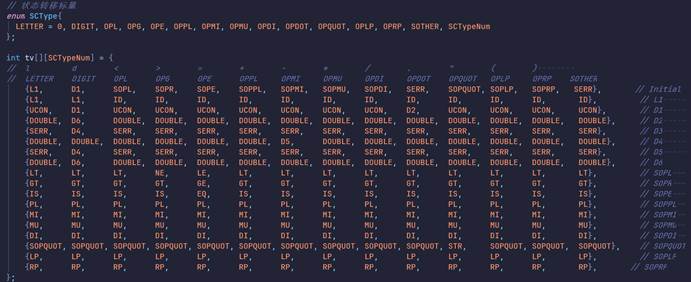 // 状态转移标量
enum SCType{
LETTER = 0, DIGIT, OPL, OPG, OPE, OPPL, OPMI, OPMU, OPDI, OPDOT, OPQUOT, OPLP, OPRP, SOTHER, SCTypeNum
};
int tv[][SCTypeNum] = {
// l d < > = + - * / . " ( )
// LETTER DIGIT OPL OPG OPE OPPL OPMI OPMU OPDI OPDOT OPQUOT OPLP OPRP SOTHER
{L1, D1, SOPL, SOPR, SOPE, SOPPL, SOPMI, SOPMU, SOPDI, SERR, SOPQUOT, SOPLP, SOPRP, SERR}, // Initial
{L1, L1, ID, ID, ID, ID, ID, ID, ID, ID, ID, ID, ID, ID}, // L1
{UCON, D1, UCON, UCON, UCON, UCON, UCON, UCON, UCON, D2, UCON, UCON, UCON, UCON}, // D1
{DOUBLE, D6, DOUBLE, DOUBLE, DOUBLE, DOUBLE, DOUBLE, DOUBLE, DOUBLE, DOUBLE, DOUBLE, DOUBLE, DOUBLE, DOUBLE}, // D2
{SERR, D4, SERR, SERR, SERR, SERR, SERR, SERR, SERR, SERR, SERR, SERR, SERR, SERR}, // D3
{DOUBLE, DOUBLE, DOUBLE, DOUBLE, DOUBLE, DOUBLE, D5, DOUBLE, DOUBLE, DOUBLE, DOUBLE, DOUBLE, DOUBLE, DOUBLE}, // D4
{SERR, D4, SERR, SERR, SERR, SERR, SERR, SERR, SERR, SERR, SERR, SERR, SERR, SERR}, // D5
{DOUBLE, D6, DOUBLE, DOUBLE, DOUBLE, DOUBLE, DOUBLE, DOUBLE, DOUBLE, DOUBLE, DOUBLE, DOUBLE, DOUBLE, DOUBLE}, // D6
{LT, LT, LT, NE, LE, LT, LT, LT, LT, LT, LT, LT, LT, LT}, // SOPL
{GT, GT, GT, GT, GE, GT, GT, GT, GT, GT, GT, GT, GT, GT}, // SOPR
{IS, IS, IS, IS, EQ, IS, IS, IS, IS, IS, IS, IS, IS, IS}, // SOPE
{PL, PL, PL, PL, PL, PL, PL, PL, PL, PL, PL, PL, PL, PL}, // SOPPL
{MI, MI, MI, MI, MI, MI, MI, MI, MI, MI, MI, MI, MI, MI}, // SOPMI
{MU, MU, MU, MU, MU, MU, MU, MU, MU, MU, MU, MU, MU, MU}, // SOPMU
{DI, DI, DI, DI, DI, DI, DI, DI, DI, DI, DI, DI, DI, DI}, // SOPDI
{SOPQUOT, SOPQUOT, SOPQUOT, SOPQUOT, SOPQUOT, SOPQUOT, SOPQUOT, SOPQUOT, SOPQUOT, SOPQUOT, STR, SOPQUOT, SOPQUOT, SOPQUOT}, // SOPQUOT
{LP, LP, LP, LP, LP, LP, LP, LP, LP, LP, LP, LP, LP, LP}, // SOPLP
{RP, RP, RP, RP, RP, RP, RP, RP, RP, RP, RP, RP, RP, RP}, // SOPRP
};